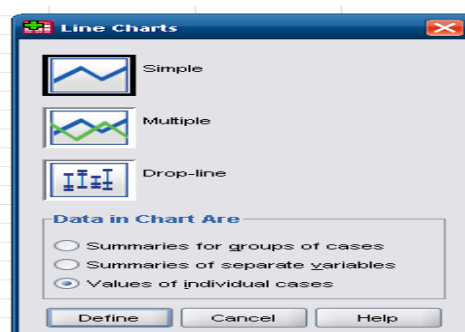 Line Charts
Simple
Multiple
Drop-line
Data in Chart Are
Summaries for groups of cases
Summaries of separate variables
Values of individual cases
Define Cancel Help